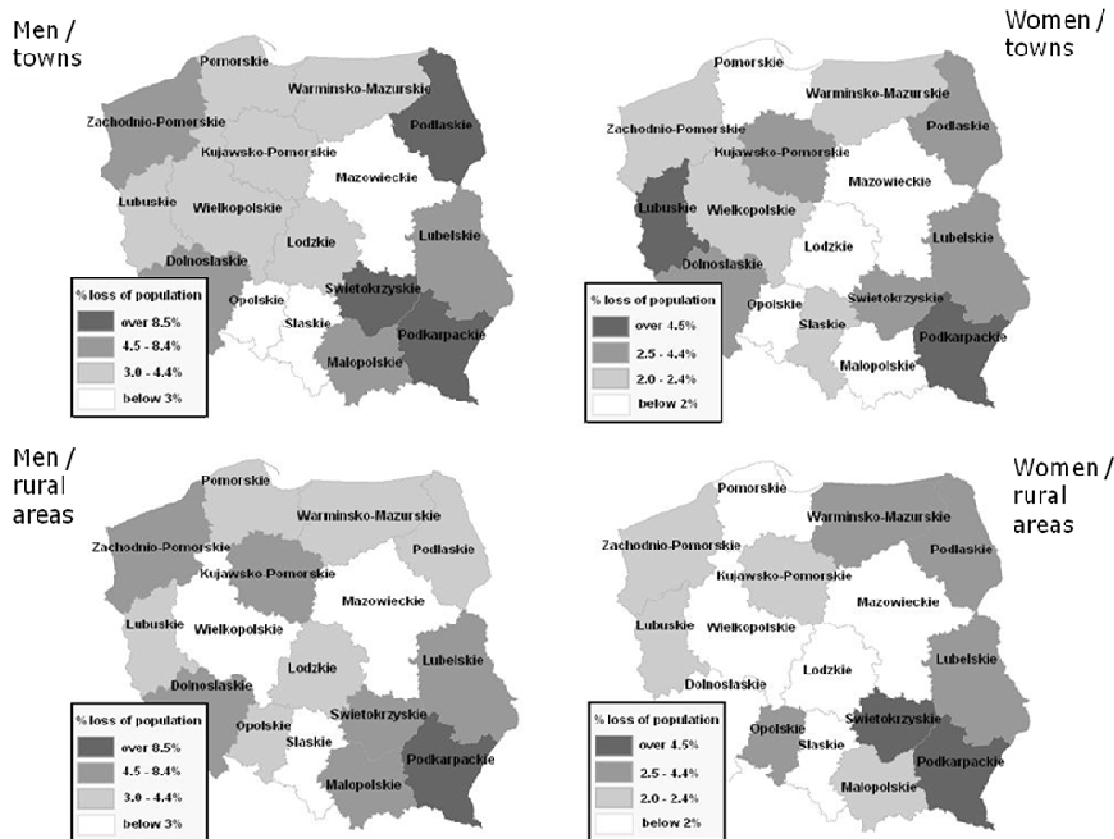 Men /
towns
Pomorskie
Warminsko-Mazurskie
Podlaskie
Zachodnio-Pomorskie
Kujawsko-Pomorskie
Mazowieckie
Lubuskie
Wielkopolskie
Lodzkie
Lubelskie
Dolnoslaskie
Opolskie
Swietokrzyskie
Slaskie
Podkarpackie
Malopolskie
% loss of population
over 8.5%
4.5 - 8.4%
3.0 - 4.4%
below 3%
Women /
towns
Pomorskie
Warminsko-Mazurskie
Zachodnio-Pomorskie
Podlaskie
Kujawsko-Pomorskie
Mazowieckie
Lubuskie
Wielkopolskie
Lodzkie
Lubelskie
Dolnoslaskie
Opolskie
Swietokrzyskie
Slaskie
Podkarpackie
Malopolskie
% loss of population
over 4.5%
2.5 - 4.4%
2.0 - 2.4%
below 2%
Men /
rural
areas
Pomorskie
Warminsko-Mazurskie
Zachodnio-Pomorskie
Podlaskie
Kujawsko-Pomorskie
Mazowieckie
Lubuskie
Wielkopolskie
Lodzkie
Lubelskie
Dolnoslaskie
Opolskie
Swietokrzyskie
Slaskie
Podkarpackie
Malopolskie
% loss of population
over 8.5%
4.5 - 8.4%
3.0 - 4.4%
below 3%
Women /
rural
areas
Pomorskie
Warminsko-Mazurskie
Zachodnio-Pomorskie
Podlaskie
Kujawsko-Pomorskie
Mazowieckie
Lubuskie
Wielkopolskie
Lodzkie
Lubelskie
Dolnoslaskie
Opolskie
Swietokrzyskie
Slaskie
Podkarpackie
Malopolskie
% loss of population
over 4.5%
2.5 - 4.4%
2.0 - 2.4%
below 2%